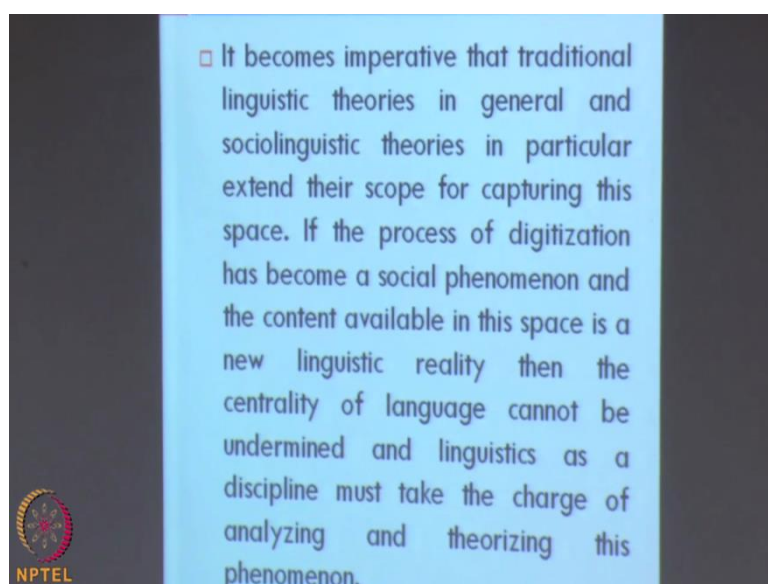 It becomes imperative that traditional
linguistic theories in general and
sociolinguistic theories in particular
extend their scope for capturing this
space. If the process of digitization
has become a social phenomenon and
the content available in this space is a
new linguistic reality then the
centrality of language cannot be
undermined and linguistics as a
discipline must take the charge of
analyzing and theorizing this
phenomenon.
NPTEL